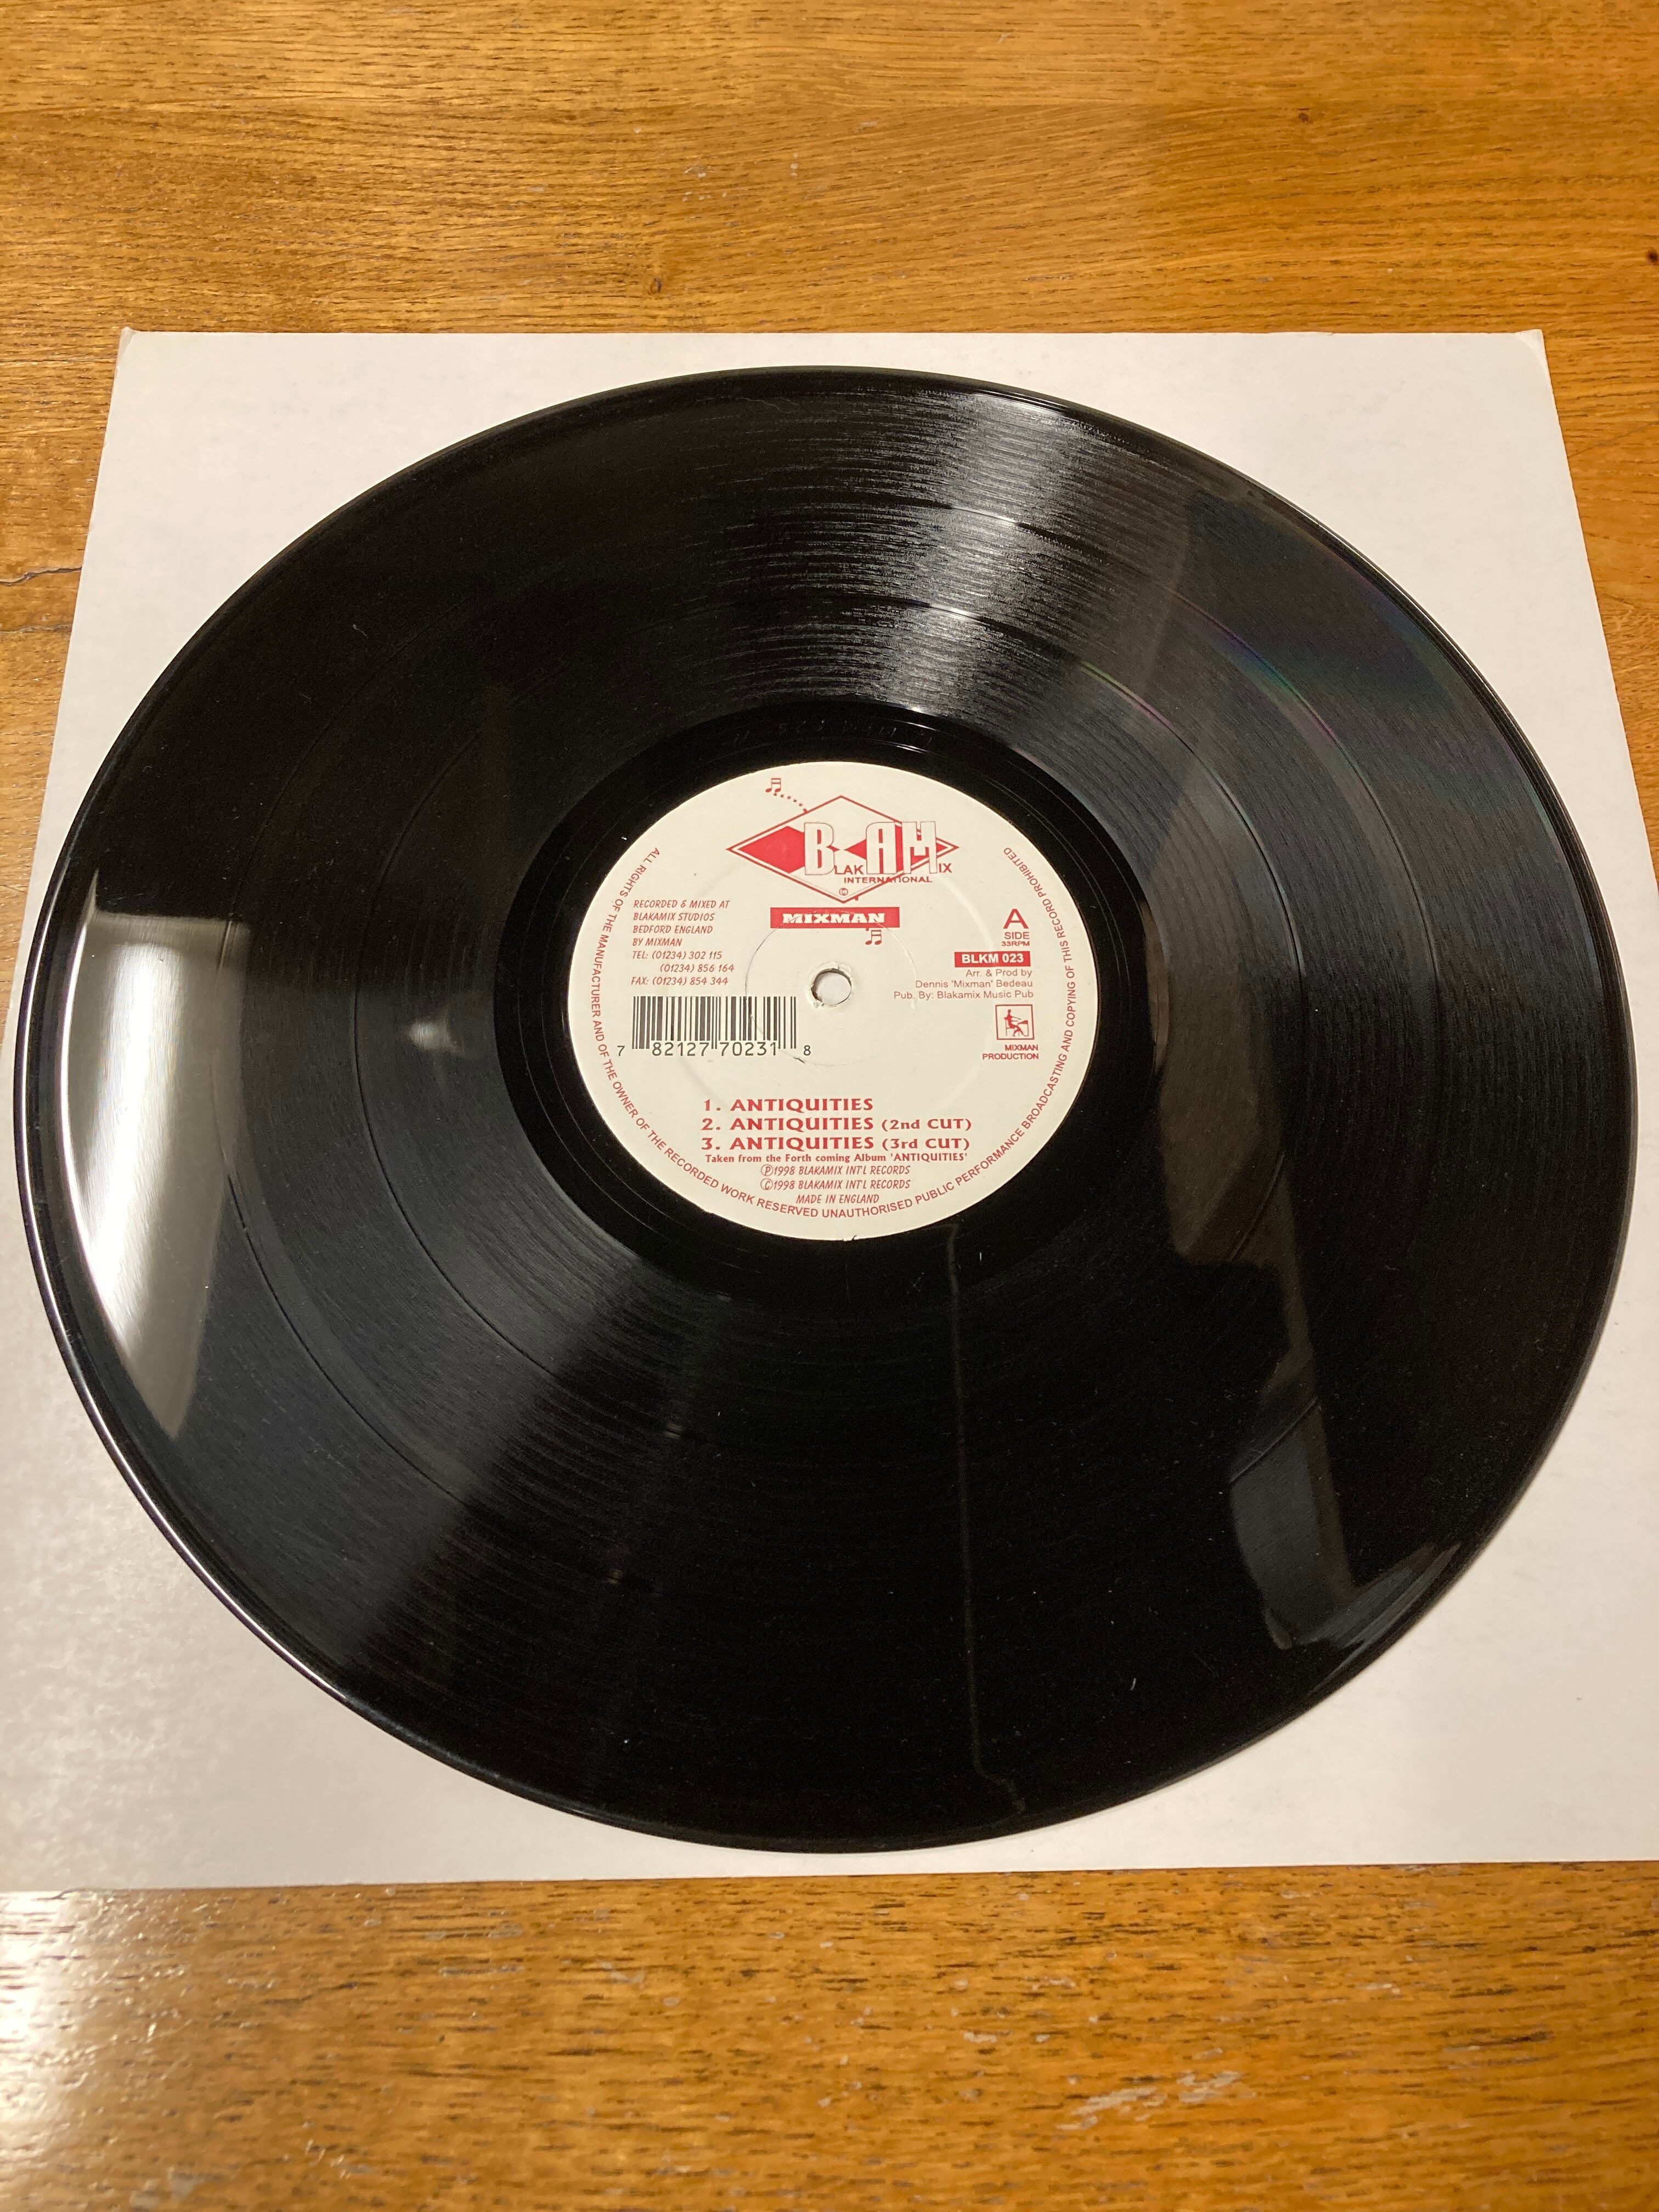 BLAKAMIX
INTERNATIONAL
MIXMAN
RECORDED & MIXED AT
BLAKAMIX STUDIOS
BEDFORD ENGLAND
BY MIXMAN
TEL: (01234) 302 115
(01234) 856 164
FAX: (01234) 854 344
7 82127 70231 8
A
SIDE
33RPM
BLKM 023
Arr. & Prod by
Dennis 'Mixman' Bedeau
Pub. By: Blakamix Music Pub
MIXMAN
PRODUCTION
1. ANTIQUITIES
2. ANTIQUITIES (2nd CUT)
3. ANTIQUITIES (3rd CUT)
Taken from the Forth coming Album 'ANTIQUITIES'
Ⓟ1998 BLAKAMIX INT'L RECORDS
©1998 BLAKAMIX INT'L RECORDS
MADE IN ENGLAND
ALL RIGHTS OF THE MANUFACTURER AND OF THE OWNER OF THE RECORDED WORK RESERVED UNAUTHORISED PUBLIC PERFORMANCE BROADCASTING AND COPYING OF THIS RECORD PROHIBITED